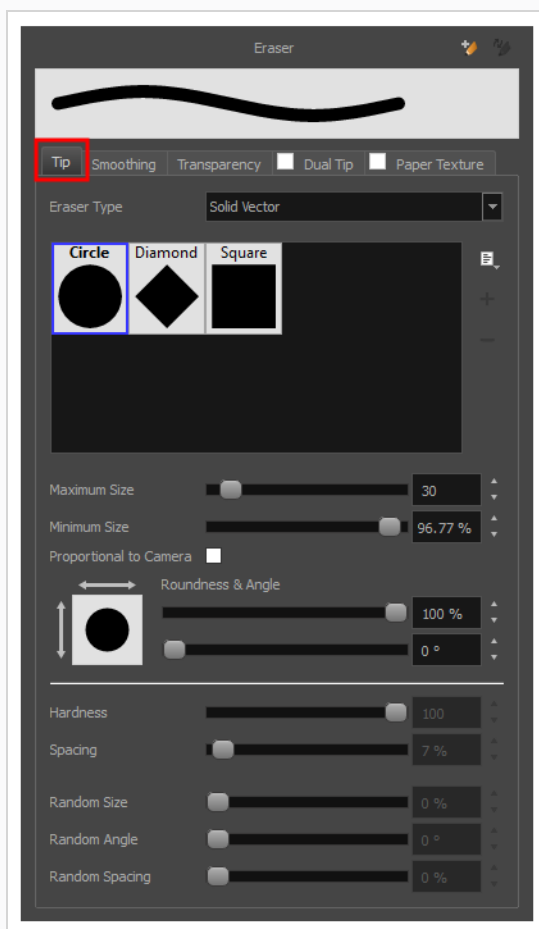 Eraser
Tip Smoothing Transparency Dual Tip Paper Texture
Eraser Type Solid Vector
Circle Diamond Square
Maximum Size 30
Minimum Size 96.77 %
Proportional to Camera
Roundness & Angle
100 %
0 °
Hardness 100
Spacing 7 %
Random Size 0 %
Random Angle 0 °
Random Spacing 0 %